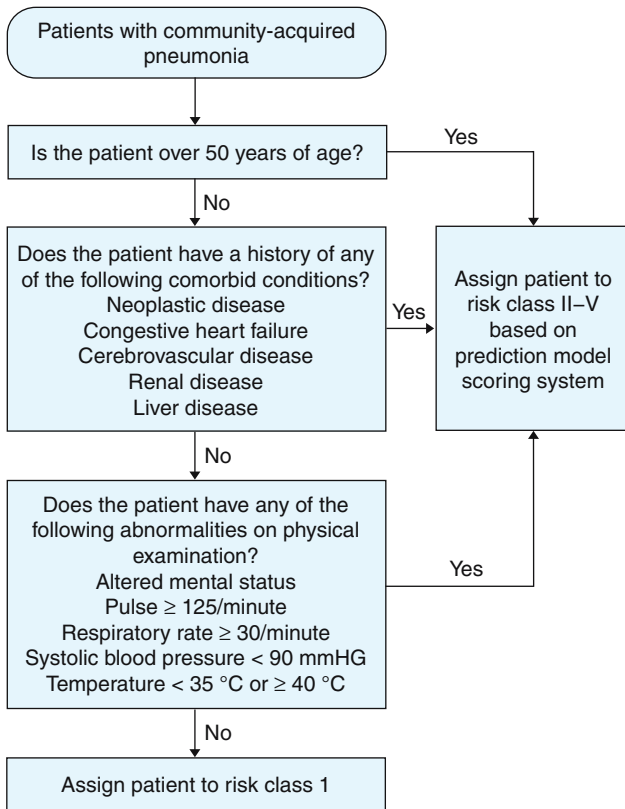 Patients with community-acquired
pneumonia
Is the patient over 50 years of age?
Yes
No
Does the patient have a history of any
of the following comorbid conditions?
Neoplastic disease
Congestive heart failure
Cerebrovascular disease
Renal disease
Liver disease
Yes
Assign patient to
risk class II–V
based on
prediction model
scoring system
No
Does the patient have any of the
following abnormalities on physical
examination?
Altered mental status
Pulse ≥ 125/minute
Respiratory rate ≥ 30/minute
Systolic blood pressure < 90 mmHG
Temperature < 35 °C or ≥ 40 °C
Yes
No
Assign patient to risk class 1